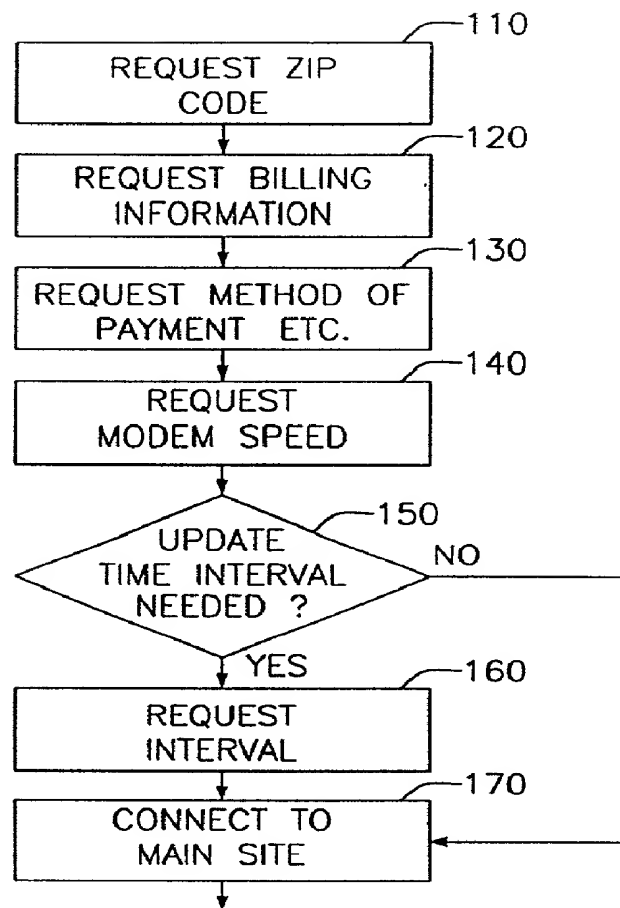 110
REQUEST ZIP
CODE
120
REQUEST BILLING
INFORMATION
130
REQUEST METHOD OF
PAYMENT ETC.
140
REQUEST
MODEM SPEED
150
UPDATE
TIME INTERVAL
NEEDED ?
NO
YES
160
REQUEST
INTERVAL
170
CONNECT TO
MAIN SITE